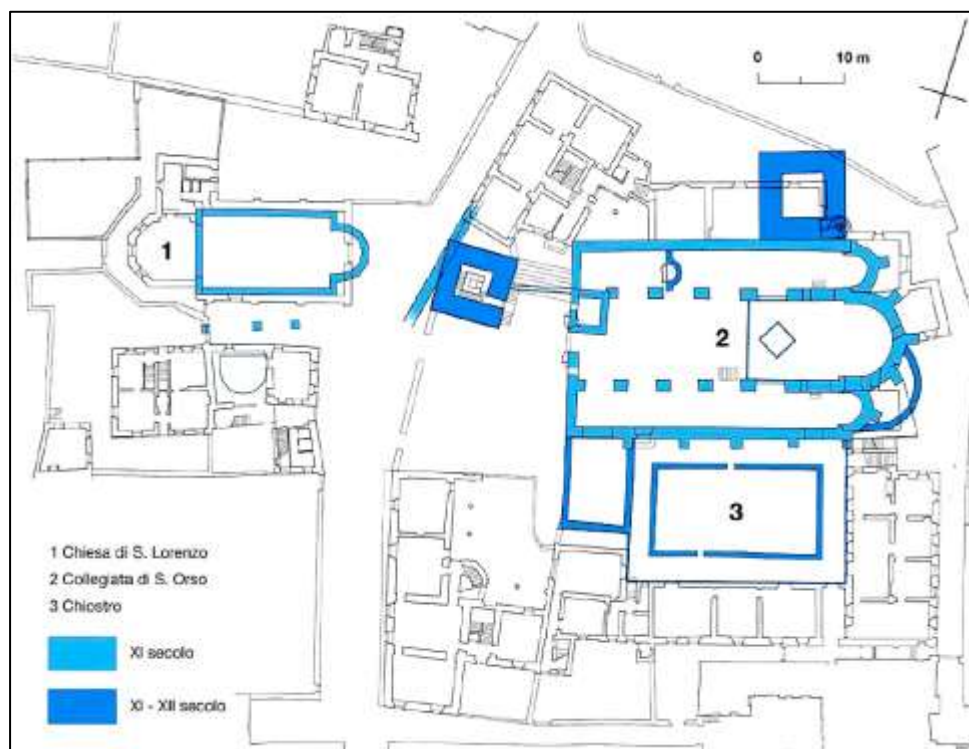 0 10 m
1
2
3
1 Chiesa di S. Lorenzo
2 Collegiata di S. Orso
3 Chiostro
XI secolo
XI - XII secolo